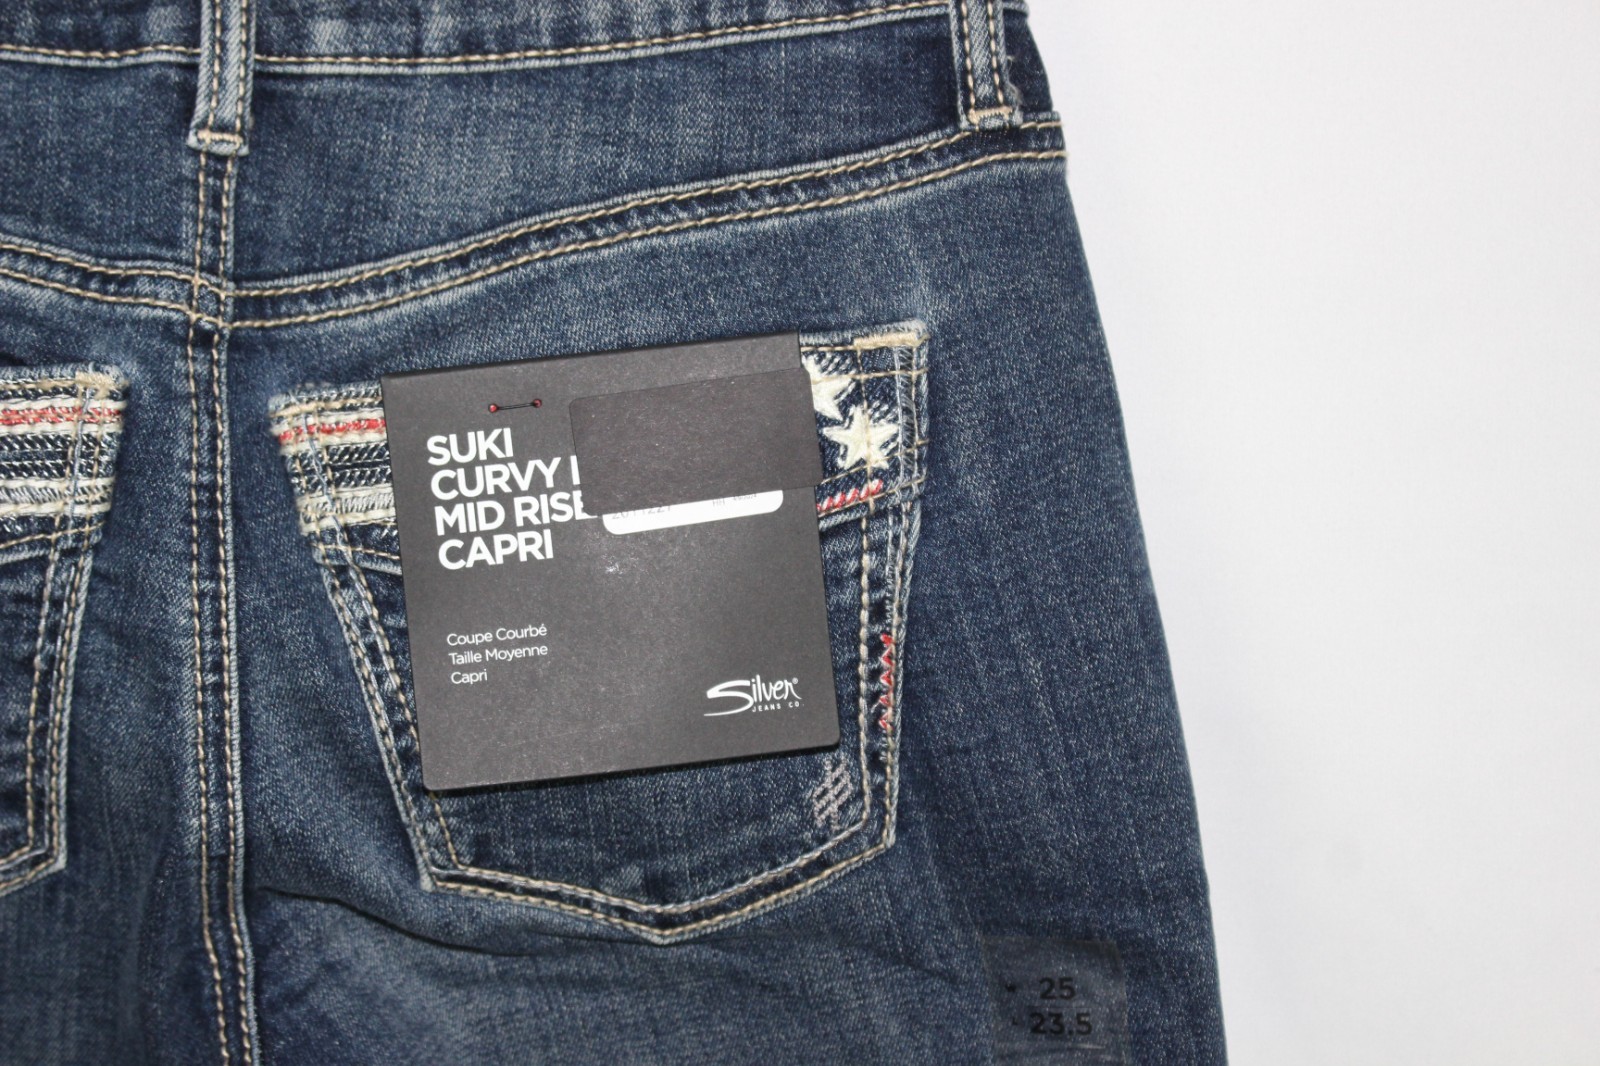 SUKI
CURVY
MID RISE
CAPRI
Coupe Courbé
Taille Moyenne
Capri
Silver®
JEANS CO.
25
23.5